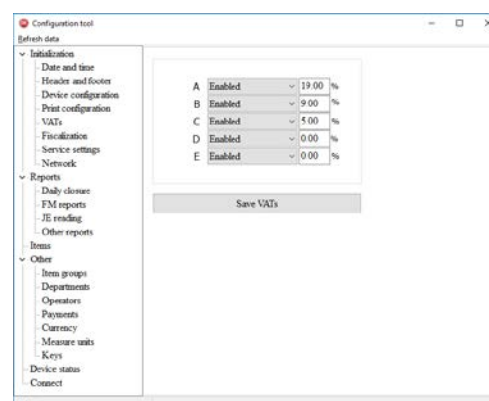 Configuration tool
Refresh data
Initialization
Date and time
Header and footer
Device configuration
Print configuration
VATs
Fiscalization
Service settings
Network
Reports
Daily closure
FM reports
JE reading
Other reports
Items
Other
Item groups
Departments
Operators
Payments
Currency
Measure units
Keys
Device status
Connect
A Enabled 19.00 %
B Enabled 9.00 %
C Enabled 5.00 %
D Enabled 0.00 %
E Enabled 0.00 %
Save VATs